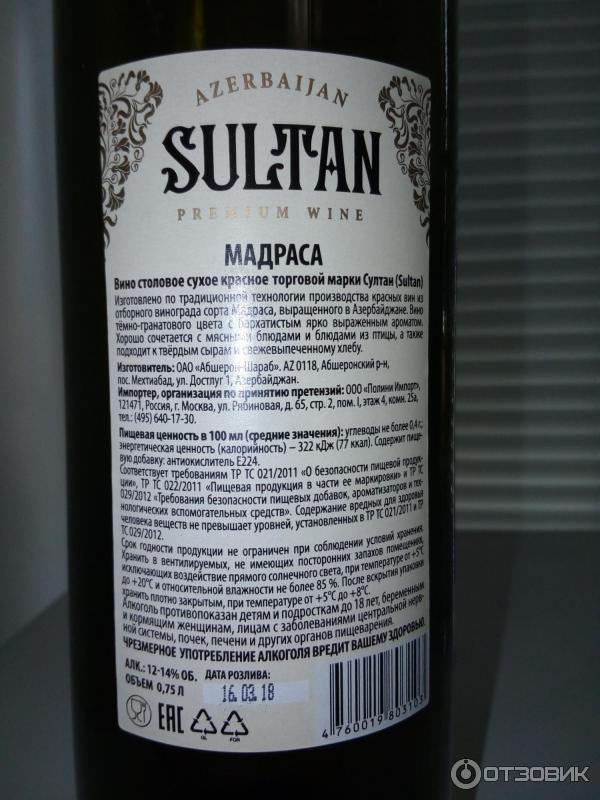 AZERBAIJAN
SULTAN
PREMIUM WINE
МАДРАСА
Вино столовое сухое красное торговой марки Султан (Sultan)
Изготовлено по традиционной технологии производства красных вин из
отборного винограда сорта Мадраса, выращенного в Азербайджане. Вино
тёмно-гранатового цвета с бархатистым ярко выраженным ароматом.
Хорошо сочетается с мясными блюдами и блюдами из птицы, а также
подходит к твёрдым сырам и свежевыпеченному хлебу.
Изготовитель: ОАО «Абшерон-Шараб». AZ 0118, Абшеронский р-н,
пос. Мехтиабад, ул. Достлуг 1, Азербайджан.
Импортер, организация по принятию претензий: ООО «Полини Импорт»,
121471, Россия, г. Москва, ул. Рябиновая, д. 65, стр. 2, пом. I, этаж 4, комн. 25а,
тел.: (495) 640-17-30.
Пищевая ценность в 100 мл (средние значения): углеводы не более 0,4 г.;
энергетическая ценность (калорийность) – 322 кДж (77 ккал). Содержит пище-
вую добавку: антиокислитель Е224.
Соответствует требованиям ТР ТС 021/2011 «О безопасности пищевой продук-
ции», ТР ТС 022/2011 «Пищевая продукция в части ее маркировки» и ТР ТС
029/2012 «Требования безопасности пищевых добавок, ароматизаторов и тех-
нологических вспомогательных средств». Содержание вредных для здоровья
человека веществ не превышает уровней, установленных в ТР ТС 021/2011 и ТР
ТС 029/2012.
Срок годности продукции не ограничен при соблюдении условий хранения.
Хранить в вентилируемых, не имеющих посторонних запахов помещениях,
исключающих воздействие прямого солнечного света, при температуре от +5°С
до +20°С и относительной влажности не более 85 %. После вскрытия упаковки
хранить плотно закрытым, при температуре от +5°С до +8°С.
Алкоголь противопоказан детям и подросткам до 18 лет, беременным
и кормящим женщинам, лицам с заболеваниями центральной нерв-
ной системы, почек, печени и других органов пищеварения.
ЧРЕЗМЕРНОЕ УПОТРЕБЛЕНИЕ АЛКОГОЛЯ ВРЕДИТ ВАШЕМУ ЗДОРОВЬЮ.
АЛК.: 12-14% ОБ. ДАТА РОЗЛИВА:
ОБЪЕМ 0,75 Л 16. 03. 18
EAC GL FOR
4 760019 803103
ОТЗОВИК